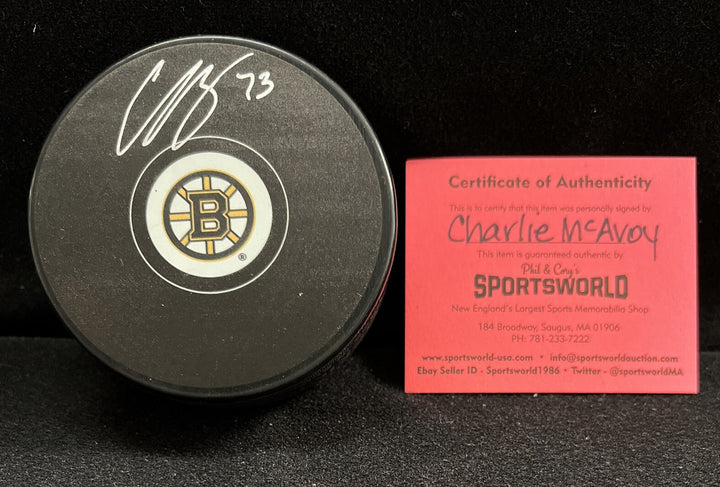 73
B
®
Certificate of Authenticity
This is to certify that this item was personally signed by
Charlie McAvoy
This item is guaranteed authentic by
Phil & Cory's
SPORTSWORLD
New England's Largest Sports Memorabilia Shop
184 Broadway, Saugus, MA 01906
PH: 781-233-7222
www.sportsworld-usa.com • info@sportsworldauction.com
Ebay Seller ID - Sportsworld1986 • Twitter - @sportsworldMA